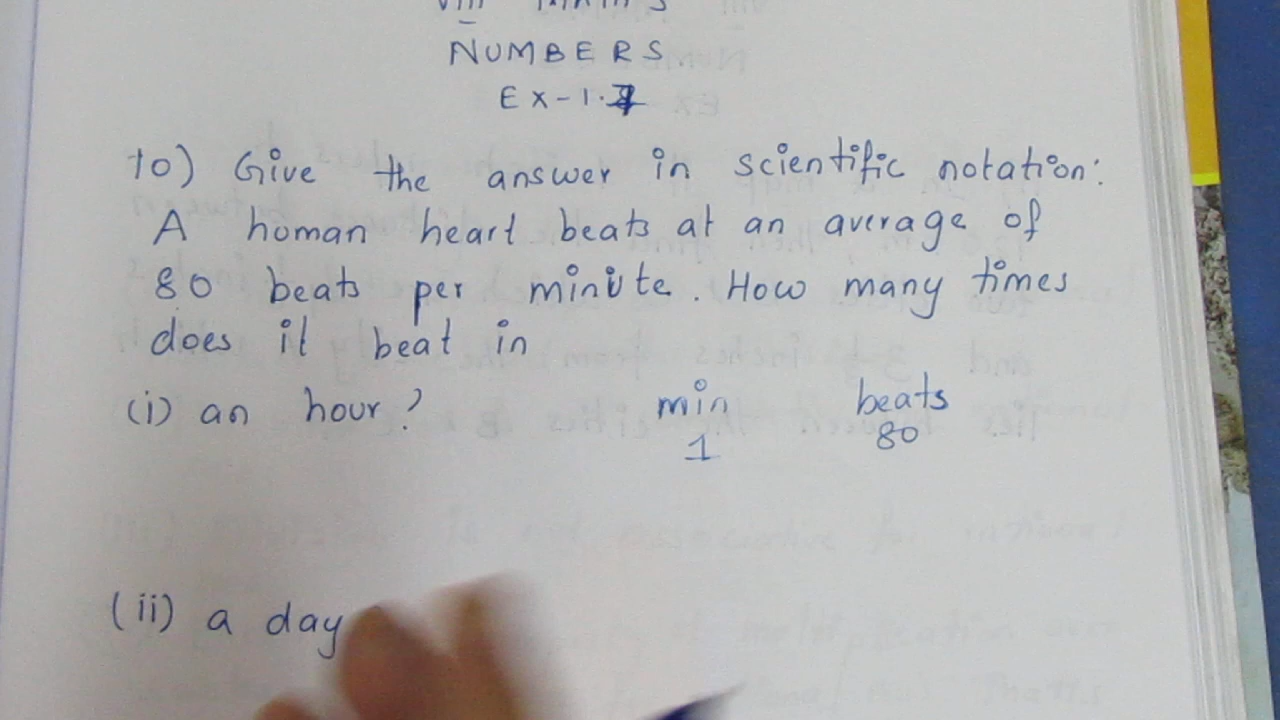 NUMBERS
EX-1.7
10) Give the answer in scientific notation:
A human heart beats at an average of
80 beats per minute. How many times
does it beat in
(i) an hour? min beats
1 80
(ii) a day